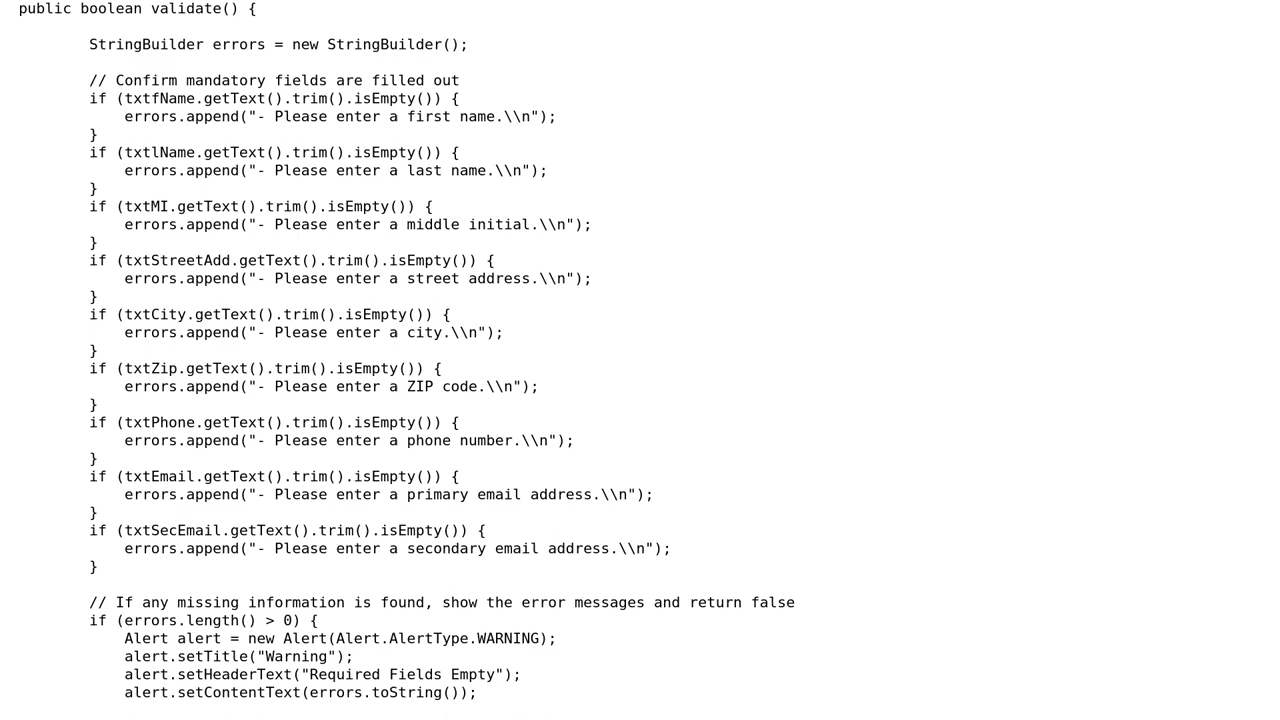 public boolean validate() {
StringBuilder errors = new StringBuilder();
// Confirm mandatory fields are filled out
if (txtfName.getText().trim().isEmpty()) {
errors.append("- Please enter a first name.\\n");
}
if (txtlName.getText().trim().isEmpty()) {
errors.append("- Please enter a last name.\\n");
}
if (txtMI.getText().trim().isEmpty()) {
errors.append("- Please enter a middle initial.\\n");
}
if (txtStreetAdd.getText().trim().isEmpty()) {
errors.append("- Please enter a street address.\\n");
}
if (txtCity.getText().trim().isEmpty()) {
errors.append("- Please enter a city.\\n");
}
if (txtZip.getText().trim().isEmpty()) {
errors.append("- Please enter a ZIP code.\\n");
}
if (txtPhone.getText().trim().isEmpty()) {
errors.append("- Please enter a phone number.\\n");
}
if (txtEmail.getText().trim().isEmpty()) {
errors.append("- Please enter a primary email address.\\n");
}
if (txtSecEmail.getText().trim().isEmpty()) {
errors.append("- Please enter a secondary email address.\\n");
}
// If any missing information is found, show the error messages and return false
if (errors.length() > 0) {
Alert alert = new Alert(Alert.AlertType.WARNING);
alert.setTitle("Warning");
alert.setHeaderText("Required Fields Empty");
alert.setContentText(errors.toString());